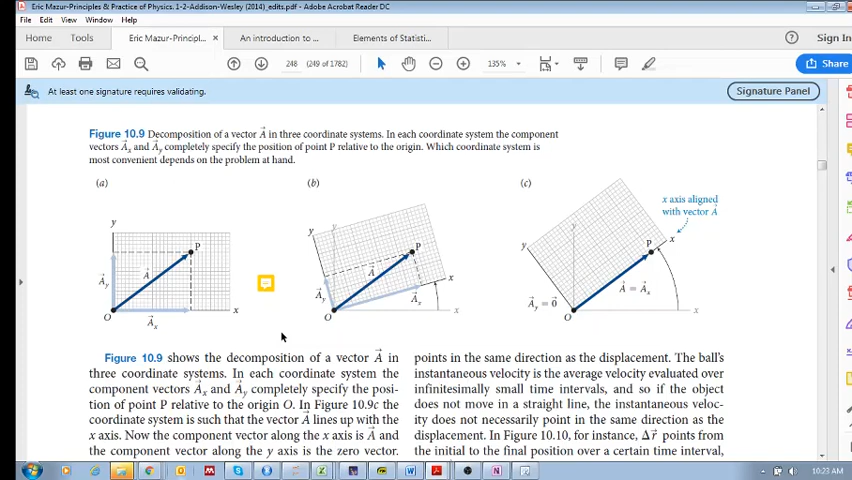 Eric Mazur-Principles & Practice of Physics. 1-2-Addison-Wesley (2014)_edits.pdf - Adobe Acrobat Reader DC
File Edit View Window Help
Home Tools Eric Mazur-Principl... × An introduction to ... Elements of Statisti... Sign In
248 (249 of 1782) 135% Share
At least one signature requires validating. Signature Panel
Figure 10.9 Decomposition of a vector A⃗ in three coordinate systems. In each coordinate system the component
vectors A⃗x and A⃗y completely specify the position of point P relative to the origin. Which coordinate system is
most convenient depends on the problem at hand.
(a)
y
P
A⃗
A⃗y
O
x
A⃗x
(b)
y
y
P
A⃗
x
A⃗y
A⃗x
O
x
(c)
x axis aligned
with vector A⃗
y
y
P
x
A⃗ = A⃗x
A⃗y = 0⃗
O
x
Figure 10.9 shows the decomposition of a vector A⃗ in
three coordinate systems. In each coordinate system the
component vectors A⃗x and A⃗y completely specify the posi-
tion of point P relative to the origin O. In Figure 10.9c the
coordinate system is such that the vector A⃗ lines up with the
x axis. Now the component vector along the x axis is A⃗ and
the component vector along the y axis is the zero vector.
points in the same direction as the displacement. The ball's
instantaneous velocity is the average velocity evaluated over
infinitesimally small time intervals, and so if the object
does not move in a straight line, the instantaneous veloc-
ity does not necessarily point in the same direction as the
displacement. In Figure 10.10, for instance, Δr⃗ points from
the initial to the final position over a certain time interval,
10:23 AM